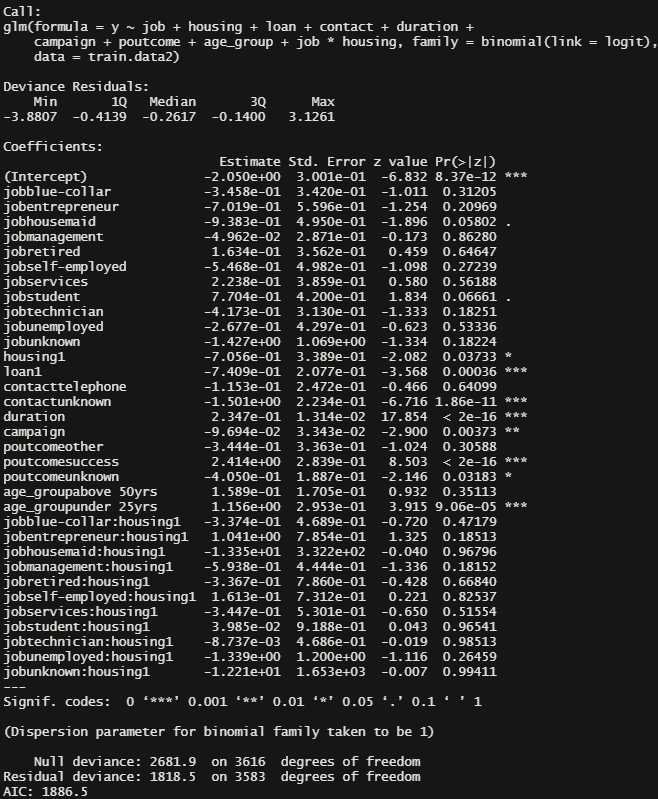 Call:
glm(formula = y ~ job + housing + loan + contact + duration +
    campaign + poutcome + age_group + job * housing, family = binomial(link = logit),
    data = train.data2)

Deviance Residuals:
    Min       1Q   Median       3Q      Max
-3.8807  -0.4139  -0.2617  -0.1400   3.1261

Coefficients:
                            Estimate Std. Error z value Pr(>|z|)
(Intercept)               -2.050e+00  3.001e-01  -6.832 8.37e-12 ***
jobblue-collar            -3.458e-01  3.420e-01  -1.011  0.31205
jobentrepreneur           -7.019e-01  5.596e-01  -1.254  0.20969
jobhousemaid              -9.383e-01  4.950e-01  -1.896  0.05802 .
jobmanagement             -4.962e-02  2.871e-01  -0.173  0.86280
jobretired                 1.634e-01  3.562e-01   0.459  0.64647
jobself-employed          -5.468e-01  4.982e-01  -1.098  0.27239
jobservices                2.238e-01  3.859e-01   0.580  0.56188
jobstudent                 7.704e-01  4.200e-01   1.834  0.06661 .
jobtechnician             -4.173e-01  3.130e-01  -1.333  0.18251
jobunemployed             -2.677e-01  4.297e-01  -0.623  0.53336
jobunknown                -1.427e+00  1.069e+00  -1.334  0.18224
housing1                  -7.056e-01  3.389e-01  -2.082  0.03733 *
loan1                     -7.409e-01  2.077e-01  -3.568  0.00036 ***
contacttelephone          -1.153e-01  2.472e-01  -0.466  0.64099
contactunknown            -1.501e+00  2.234e-01  -6.716 1.86e-11 ***
duration                   2.347e-01  1.314e-02  17.854  < 2e-16 ***
campaign                  -9.694e-02  3.343e-02  -2.900  0.00373 **
poutcomeother             -3.444e-01  3.363e-01  -1.024  0.30588
poutcomesuccess            2.414e+00  2.839e-01   8.503  < 2e-16 ***
poutcomeunknown           -4.050e-01  1.887e-01  -2.146  0.03183 *
age_groupabove 50yrs       1.589e-01  1.705e-01   0.932  0.35113
age_groupunder 25yrs       1.156e+00  2.953e-01   3.915 9.06e-05 ***
jobblue-collar:housing1   -3.374e-01  4.689e-01  -0.720  0.47179
jobentrepreneur:housing1   1.041e+00  7.854e-01   1.325  0.18513
jobhousemaid:housing1     -1.335e+01  3.322e+02  -0.040  0.96796
jobmanagement:housing1    -5.938e-01  4.444e-01  -1.336  0.18152
jobretired:housing1       -3.367e-01  7.860e-01  -0.428  0.66840
jobself-employed:housing1  1.613e-01  7.312e-01   0.221  0.82537
jobservices:housing1      -3.447e-01  5.301e-01  -0.650  0.51554
jobstudent:housing1        3.985e-02  9.188e-01   0.043  0.96541
jobtechnician:housing1    -8.737e-03  4.686e-01  -0.019  0.98513
jobunemployed:housing1    -1.339e+00  1.200e+00  -1.116  0.26459
jobunknown:housing1       -1.221e+01  1.653e+03  -0.007  0.99411
---
Signif. codes:  0 ‘***’ 0.001 ‘**’ 0.01 ‘*’ 0.05 ‘.’ 0.1 ‘ ’ 1

(Dispersion parameter for binomial family taken to be 1)

    Null deviance: 2681.9  on 3616  degrees of freedom
Residual deviance: 1818.5  on 3583  degrees of freedom
AIC: 1886.5